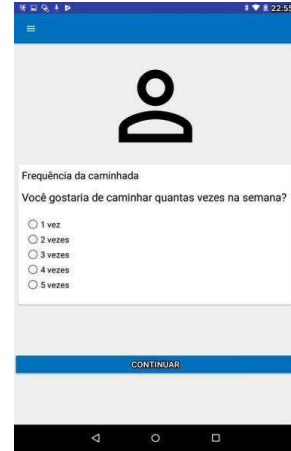 22:55
Frequência da caminhada
Você gostaria de caminhar quantas vezes na semana?
1 vez
2 vezes
3 vezes
4 vezes
5 vezes
CONTINUAR